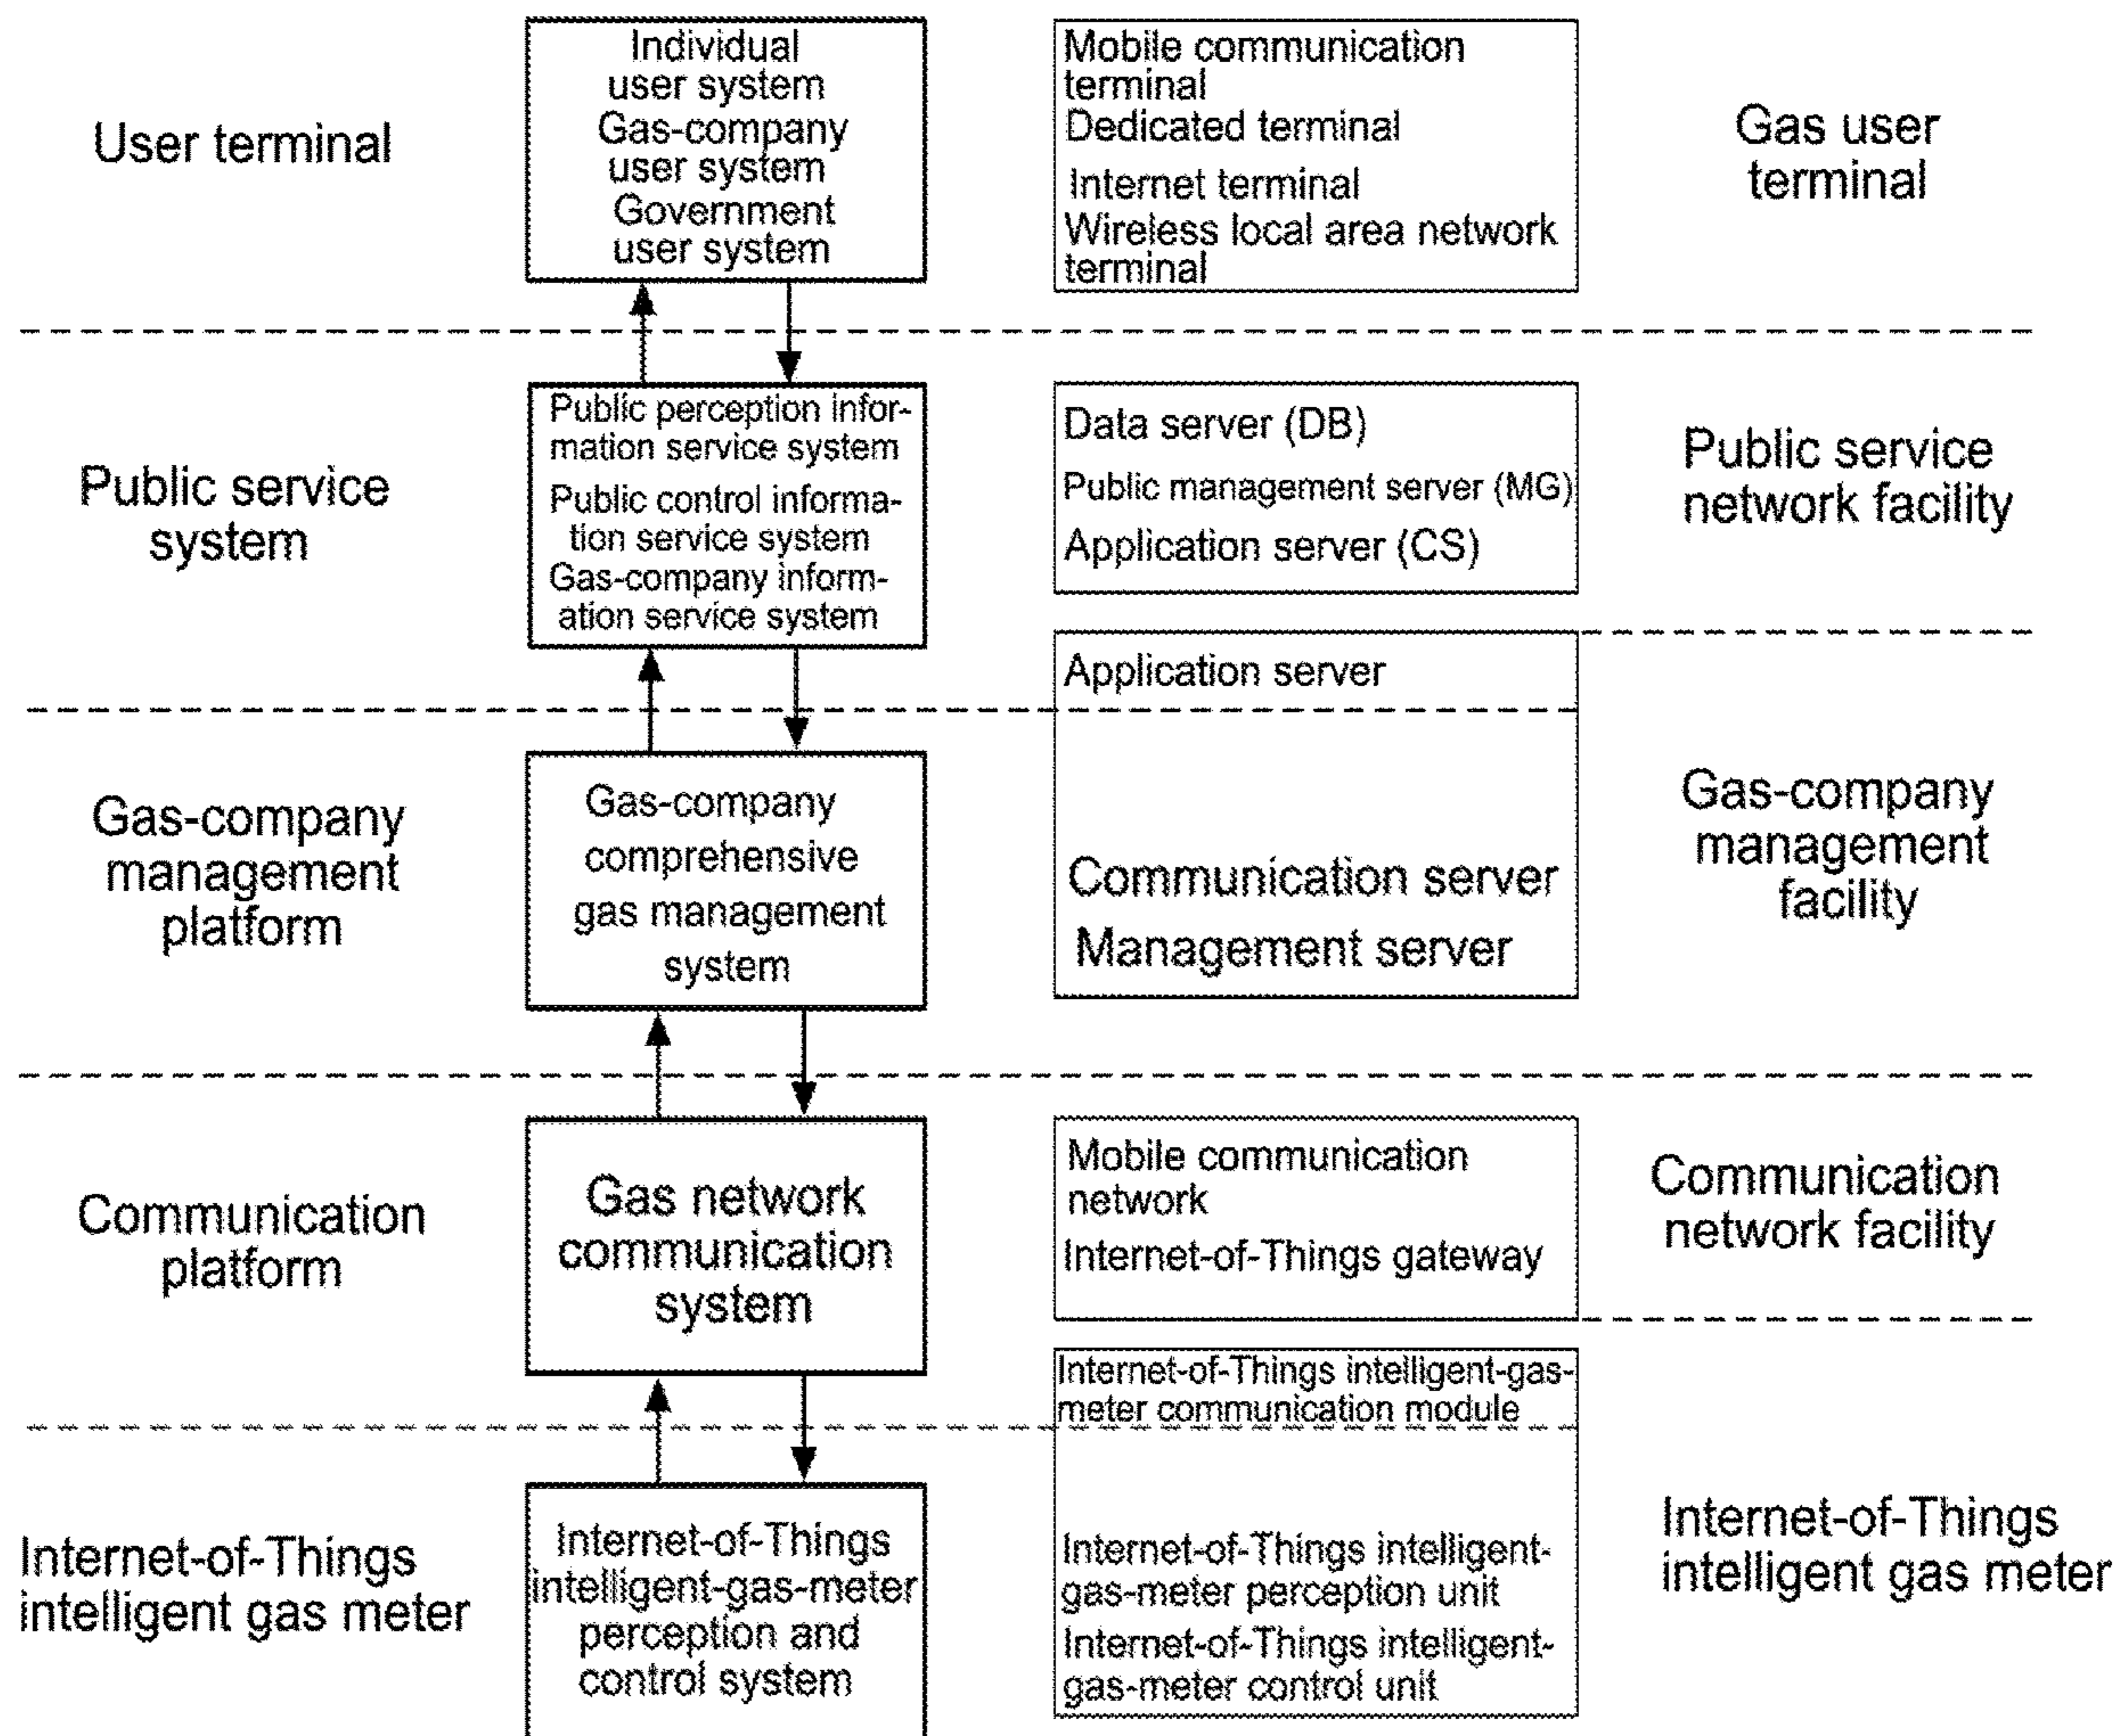 User terminal
Individual
user system
Gas-company
user system
Government
user system
Mobile communication
terminal
Dedicated terminal
Internet terminal
Wireless local area network
terminal
Gas user
terminal
Public service
system
Public perception infor-
mation service system
Public control informa-
tion service system
Gas-company inform-
ation service system
Data server (DB)
Public management server (MG)
Application server (CS)
Public service
network facility
Gas-company
management
platform
Gas-company
comprehensive
gas management
system
Application server
Communication server
Management server
Gas-company
management
facility
Communication
platform
Gas network
communication
system
Mobile communication
network
Internet-of-Things gateway
Communication
network facility
Internet-of-Things
intelligent gas meter
Internet-of-Things
intelligent-gas-meter
perception and
control system
Internet-of-Things intelligent-gas-
meter communication module
Internet-of-Things intelligent-
gas-meter perception unit
Internet-of-Things intelligent-
gas-meter control unit
Internet-of-Things
intelligent gas meter